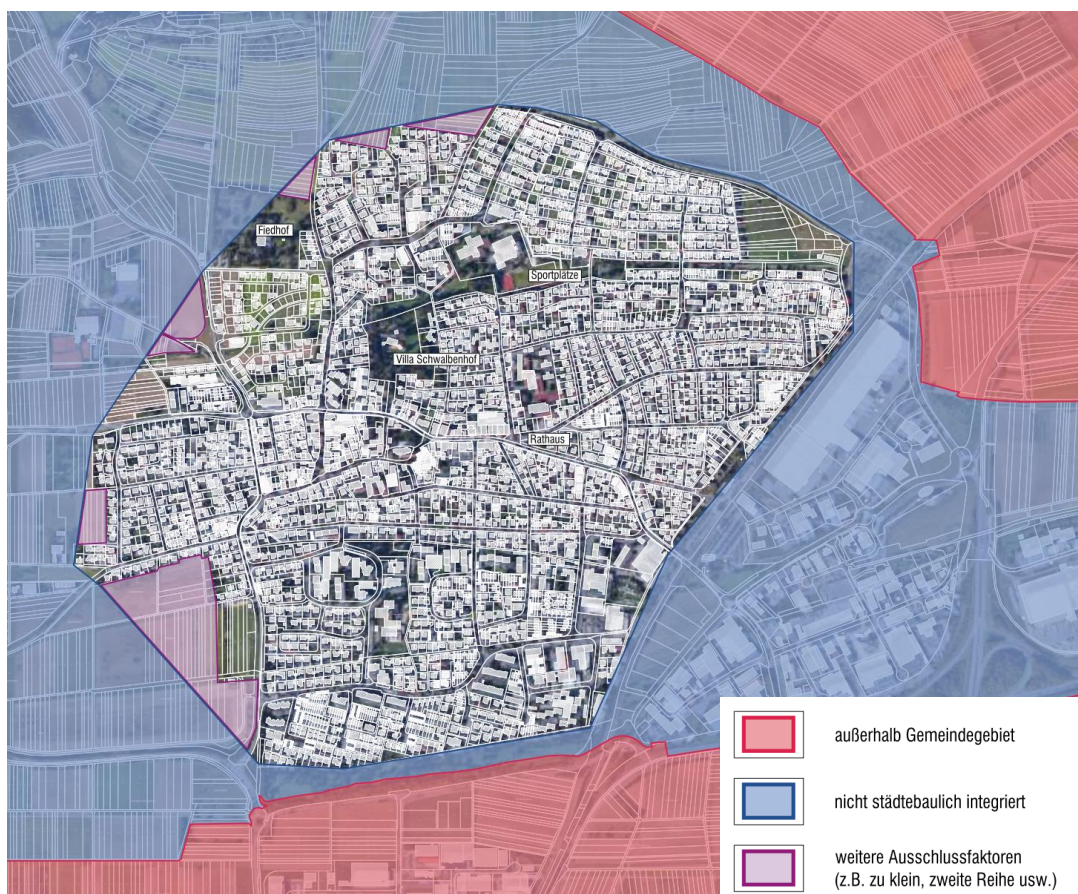 Fiedhof
Sportplätze
Villa Schwalbenhof
Rathaus
außerhalb Gemeindegebiet
nicht städtebaulich integriert
weitere Ausschlussfaktoren
(z.B. zu klein, zweite Reihe usw.)